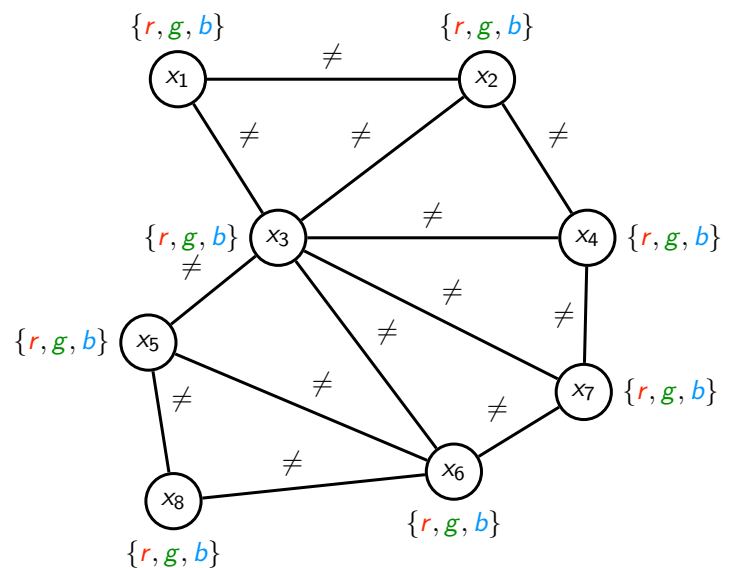 {r, g, b} {r, g, b}
≠
x₁ x₂
≠ ≠ ≠
≠
{r, g, b} x₃ x₄ {r, g, b}
≠
≠
≠
≠
{r, g, b} x₅
≠
≠
x₇ {r, g, b}
≠
≠
x₆
x₈
{r, g, b}
{r, g, b}
≠